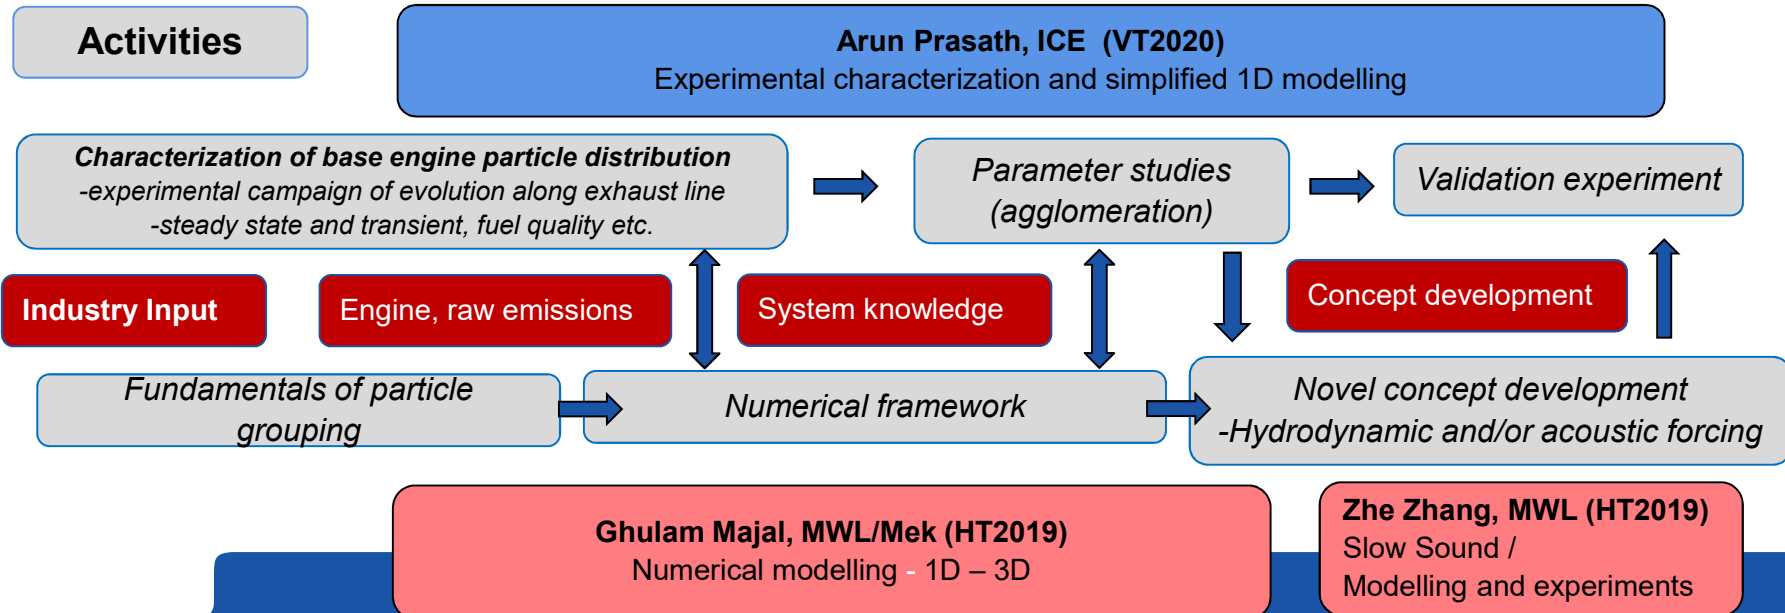 Activities
Arun Prasath, ICE (VT2020)
Experimental characterization and simplified 1D modelling
Characterization of base engine particle distribution
-experimental campaign of evolution along exhaust line
-steady state and transient, fuel quality etc.
Parameter studies
(agglomeration)
Validation experiment
Industry Input
Engine, raw emissions
System knowledge
Concept development
Fundamentals of particle
grouping
Numerical framework
Novel concept development
-Hydrodynamic and/or acoustic forcing
Ghulam Majal, MWL/Mek (HT2019)
Numerical modelling - 1D – 3D
Zhe Zhang, MWL (HT2019)
Slow Sound /
Modelling and experiments